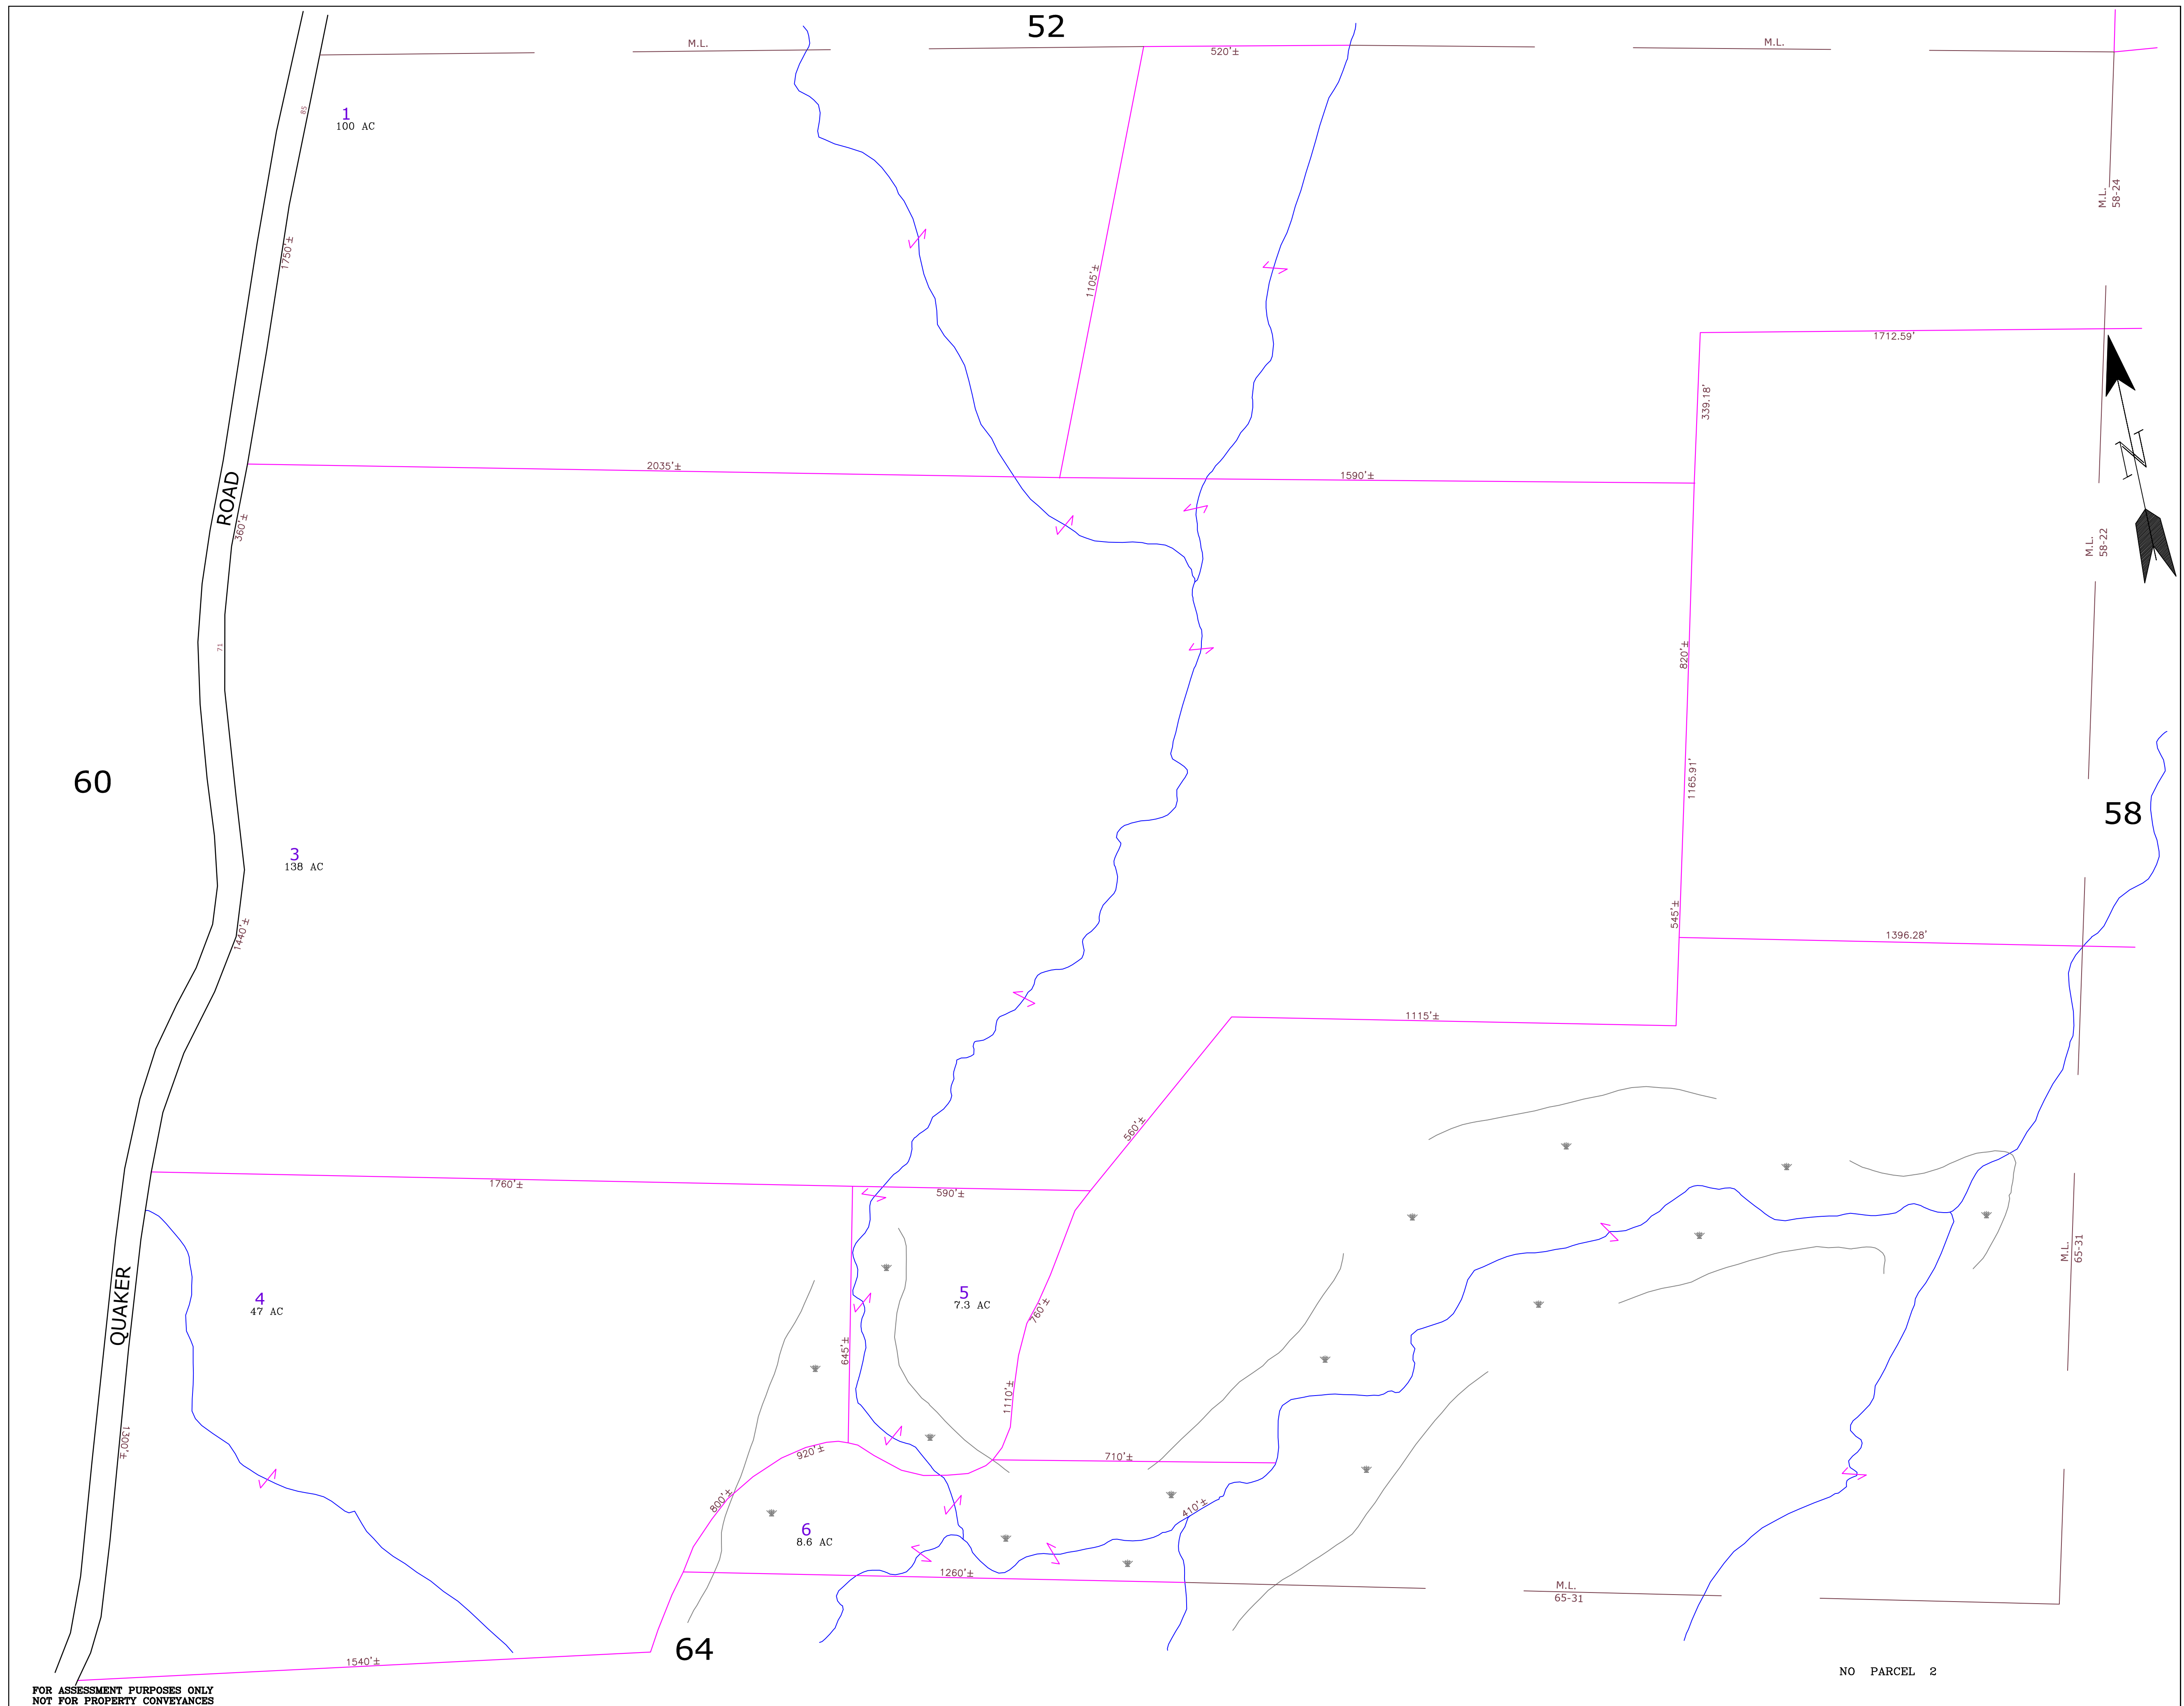 52
M.L.
520'±
M.L.
85
1
100 AC
M.L.
58-24
1750'±
1105'±
1712.59'
339.18'
N
2035'±
1590'±
ROAD
360'±
M.L.
58-22
71
820'±
60
1165.91'
58
3
138 AC
545'±
1440'±
1396.28'
1115'±
560'±
1760'±
590'±
M.L.
65-31
QUAKER
4
47 AC
5
7.3 AC
760'±
645'±
1110'±
1300'±
920'±
710'±
800'±
410'±
6
8.6 AC
1260'±
M.L.
65-31
64
1540'±
NO PARCEL 2
FOR ASSESSMENT PURPOSES ONLY
NOT FOR PROPERTY CONVEYANCES